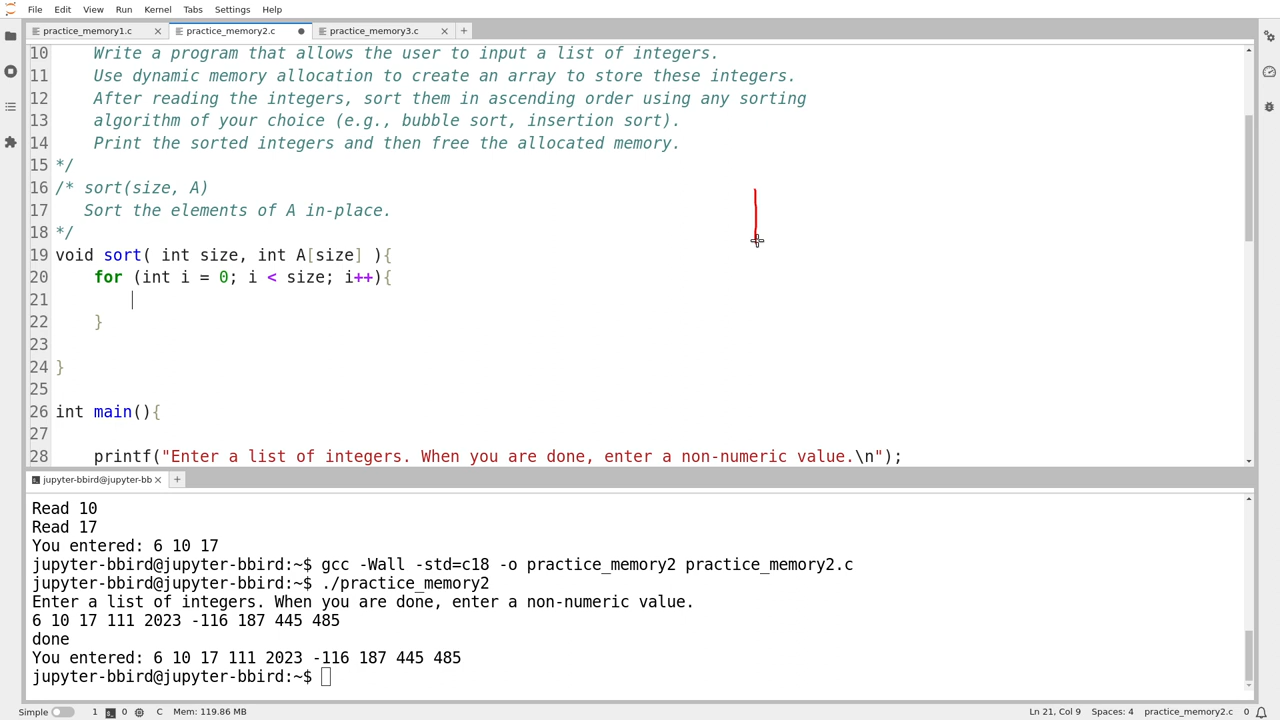 File Edit View Run Kernel Tabs Settings Help
practice_memory1.c practice_memory2.c practice_memory3.c
10 Write a program that allows the user to input a list of integers.
11 Use dynamic memory allocation to create an array to store these integers.
12 After reading the integers, sort them in ascending order using any sorting
13 algorithm of your choice (e.g., bubble sort, insertion sort).
14 Print the sorted integers and then free the allocated memory.
15 */
16 /* sort(size, A)
17 Sort the elements of A in-place.
18 */
19 void sort( int size, int A[size] ){
20 for (int i = 0; i < size; i++){
21
22 }
23
24 }
25
26 int main(){
27
28 printf("Enter a list of integers. When you are done, enter a non-numeric value.\n");
jupyter-bbird@jupyter-bb
Read 10
Read 17
You entered: 6 10 17
jupyter-bbird@jupyter-bbird:~$ gcc -Wall -std=c18 -o practice_memory2 practice_memory2.c
jupyter-bbird@jupyter-bbird:~$ ./practice_memory2
Enter a list of integers. When you are done, enter a non-numeric value.
6 10 17 111 2023 -116 187 445 485
done
You entered: 6 10 17 111 2023 -116 187 445 485
jupyter-bbird@jupyter-bbird:~$
Simple 1 0 C Mem: 119.86 MB Ln 21, Col 9 Spaces: 4 practice_memory2.c 0